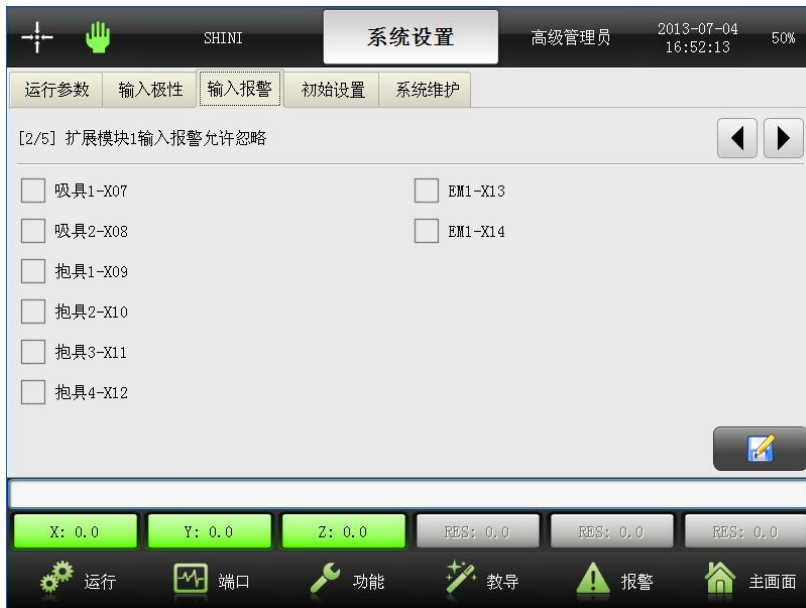 SHINI 系统设置 高级管理员 2013-07-04 16:52:13 50%
运行参数 输入极性 输入报警 初始设置 系统维护
[2/5] 扩展模块1输入报警允许忽略
吸具1-X07 EM1-X13
吸具2-X08 EM1-X14
抱具1-X09
抱具2-X10
抱具3-X11
抱具4-X12
X: 0.0 Y: 0.0 Z: 0.0 RES: 0.0 RES: 0.0 RES: 0.0
运行 端口 功能 教导 报警 主画面